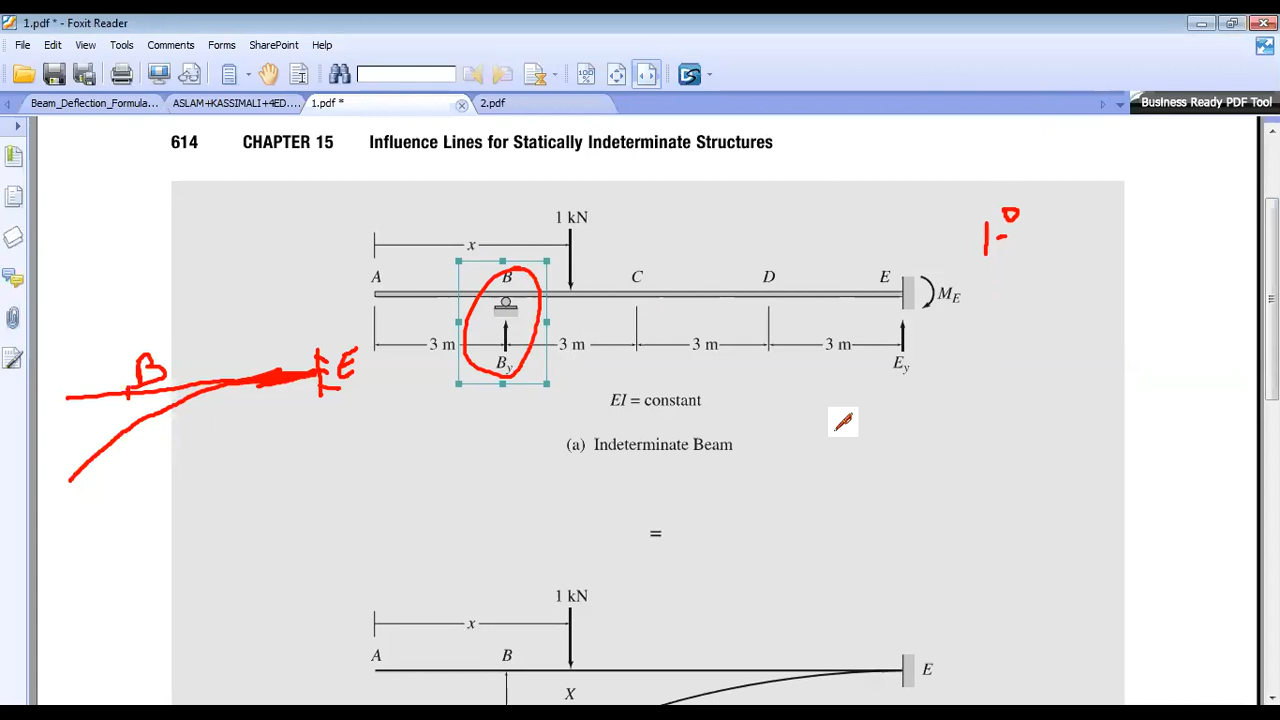 1.pdf * - Foxit Reader
File Edit View Tools Comments Forms SharePoint Help
Beam_Deflection_Formula... ASLAM+KASSIMALI+4ED.... 1.pdf * 2.pdf
Business Ready PDF Tool
614 CHAPTER 15 Influence Lines for Statically Indeterminate Structures
1 kN
x
A B C D E
M_E
3 m 3 m 3 m 3 m
B_y E_y
B E
EI = constant
(a) Indeterminate Beam
=
1 kN
x
A B
E
X